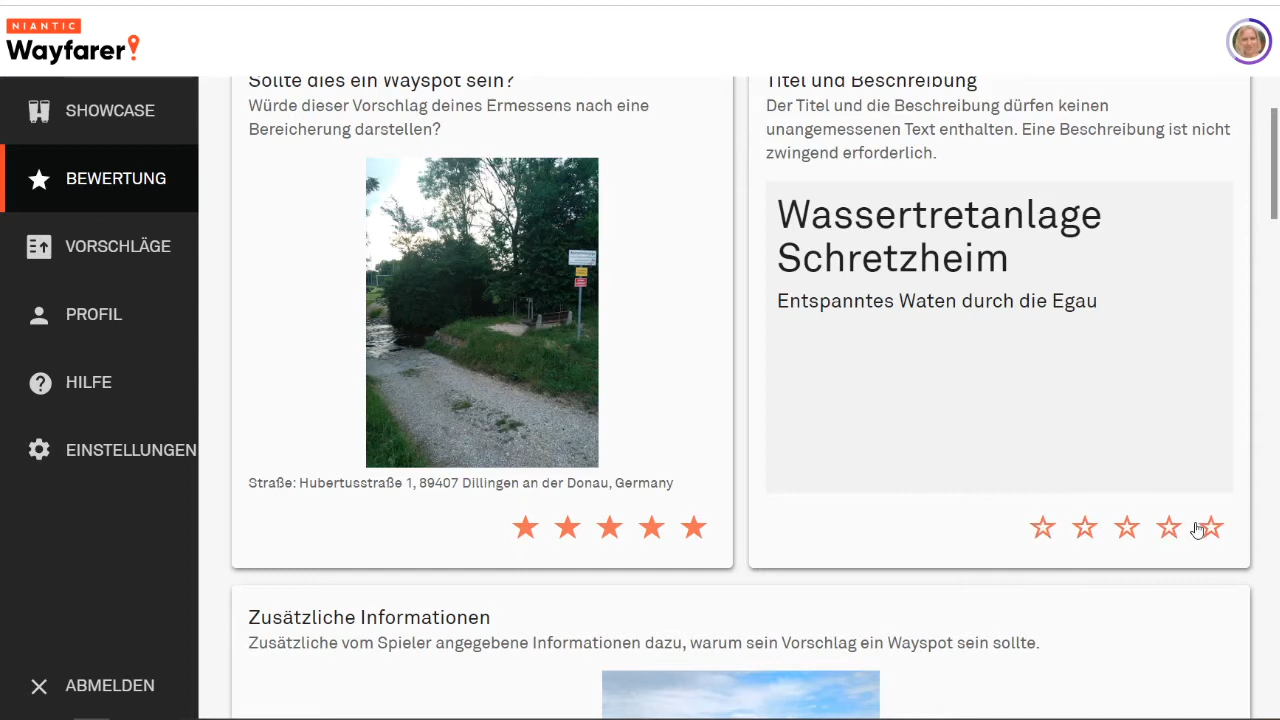 NIANTIC
Wayfarer
SHOWCASE
BEWERTUNG
VORSCHLÄGE
PROFIL
HILFE
EINSTELLUNGEN
ABMELDEN
Sollte dies ein Wayspot sein?
Würde dieser Vorschlag deines Ermessens nach eine
Bereicherung darstellen?
Straße: Hubertusstraße 1, 89407 Dillingen an der Donau, Germany
Titel und Beschreibung
Der Titel und die Beschreibung dürfen keinen
unangemessenen Text enthalten. Eine Beschreibung ist nicht
zwingend erforderlich.
Wassertretanlage
Schretzheim
Entspanntes Waten durch die Egau
Zusätzliche Informationen
Zusätzliche vom Spieler angegebene Informationen dazu, warum sein Vorschlag ein Wayspot sein sollte.